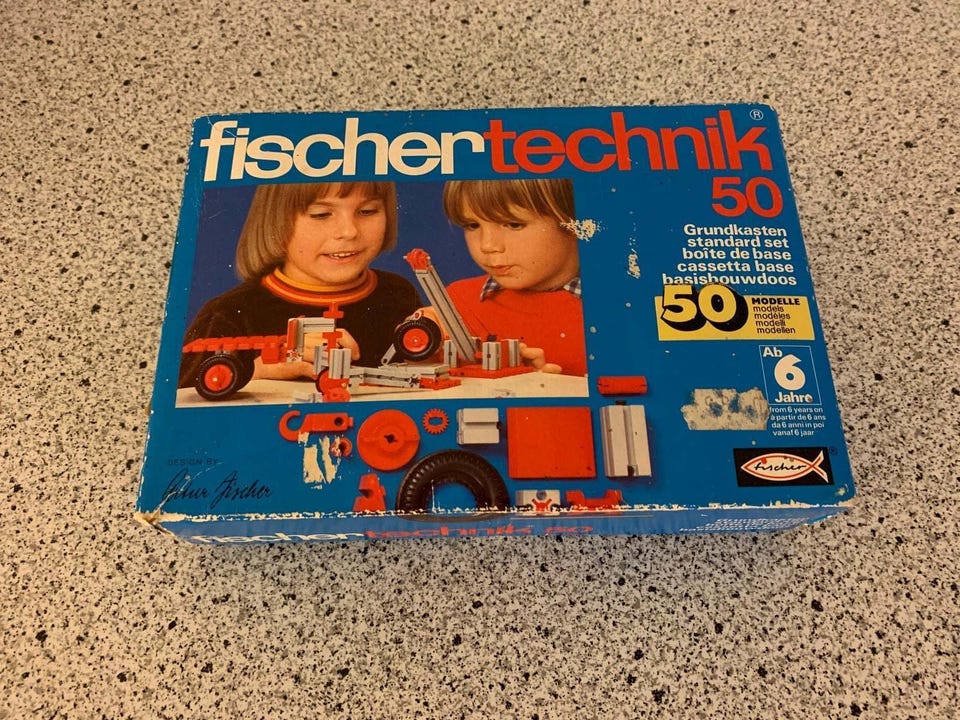 fischertechnik®
50
Grundkasten
standard set
boîte de base
cassetta base
basisbouwdoos
50 MODELLE
models
modèles
modelli
modellen
Ab
6
Jahre
from 6 years on
à partir de 6 ans
da 6 anni in poi
vanaf 6 jaar
fischer®
DESIGN BY
Artur Fischer
fischertechnik 50